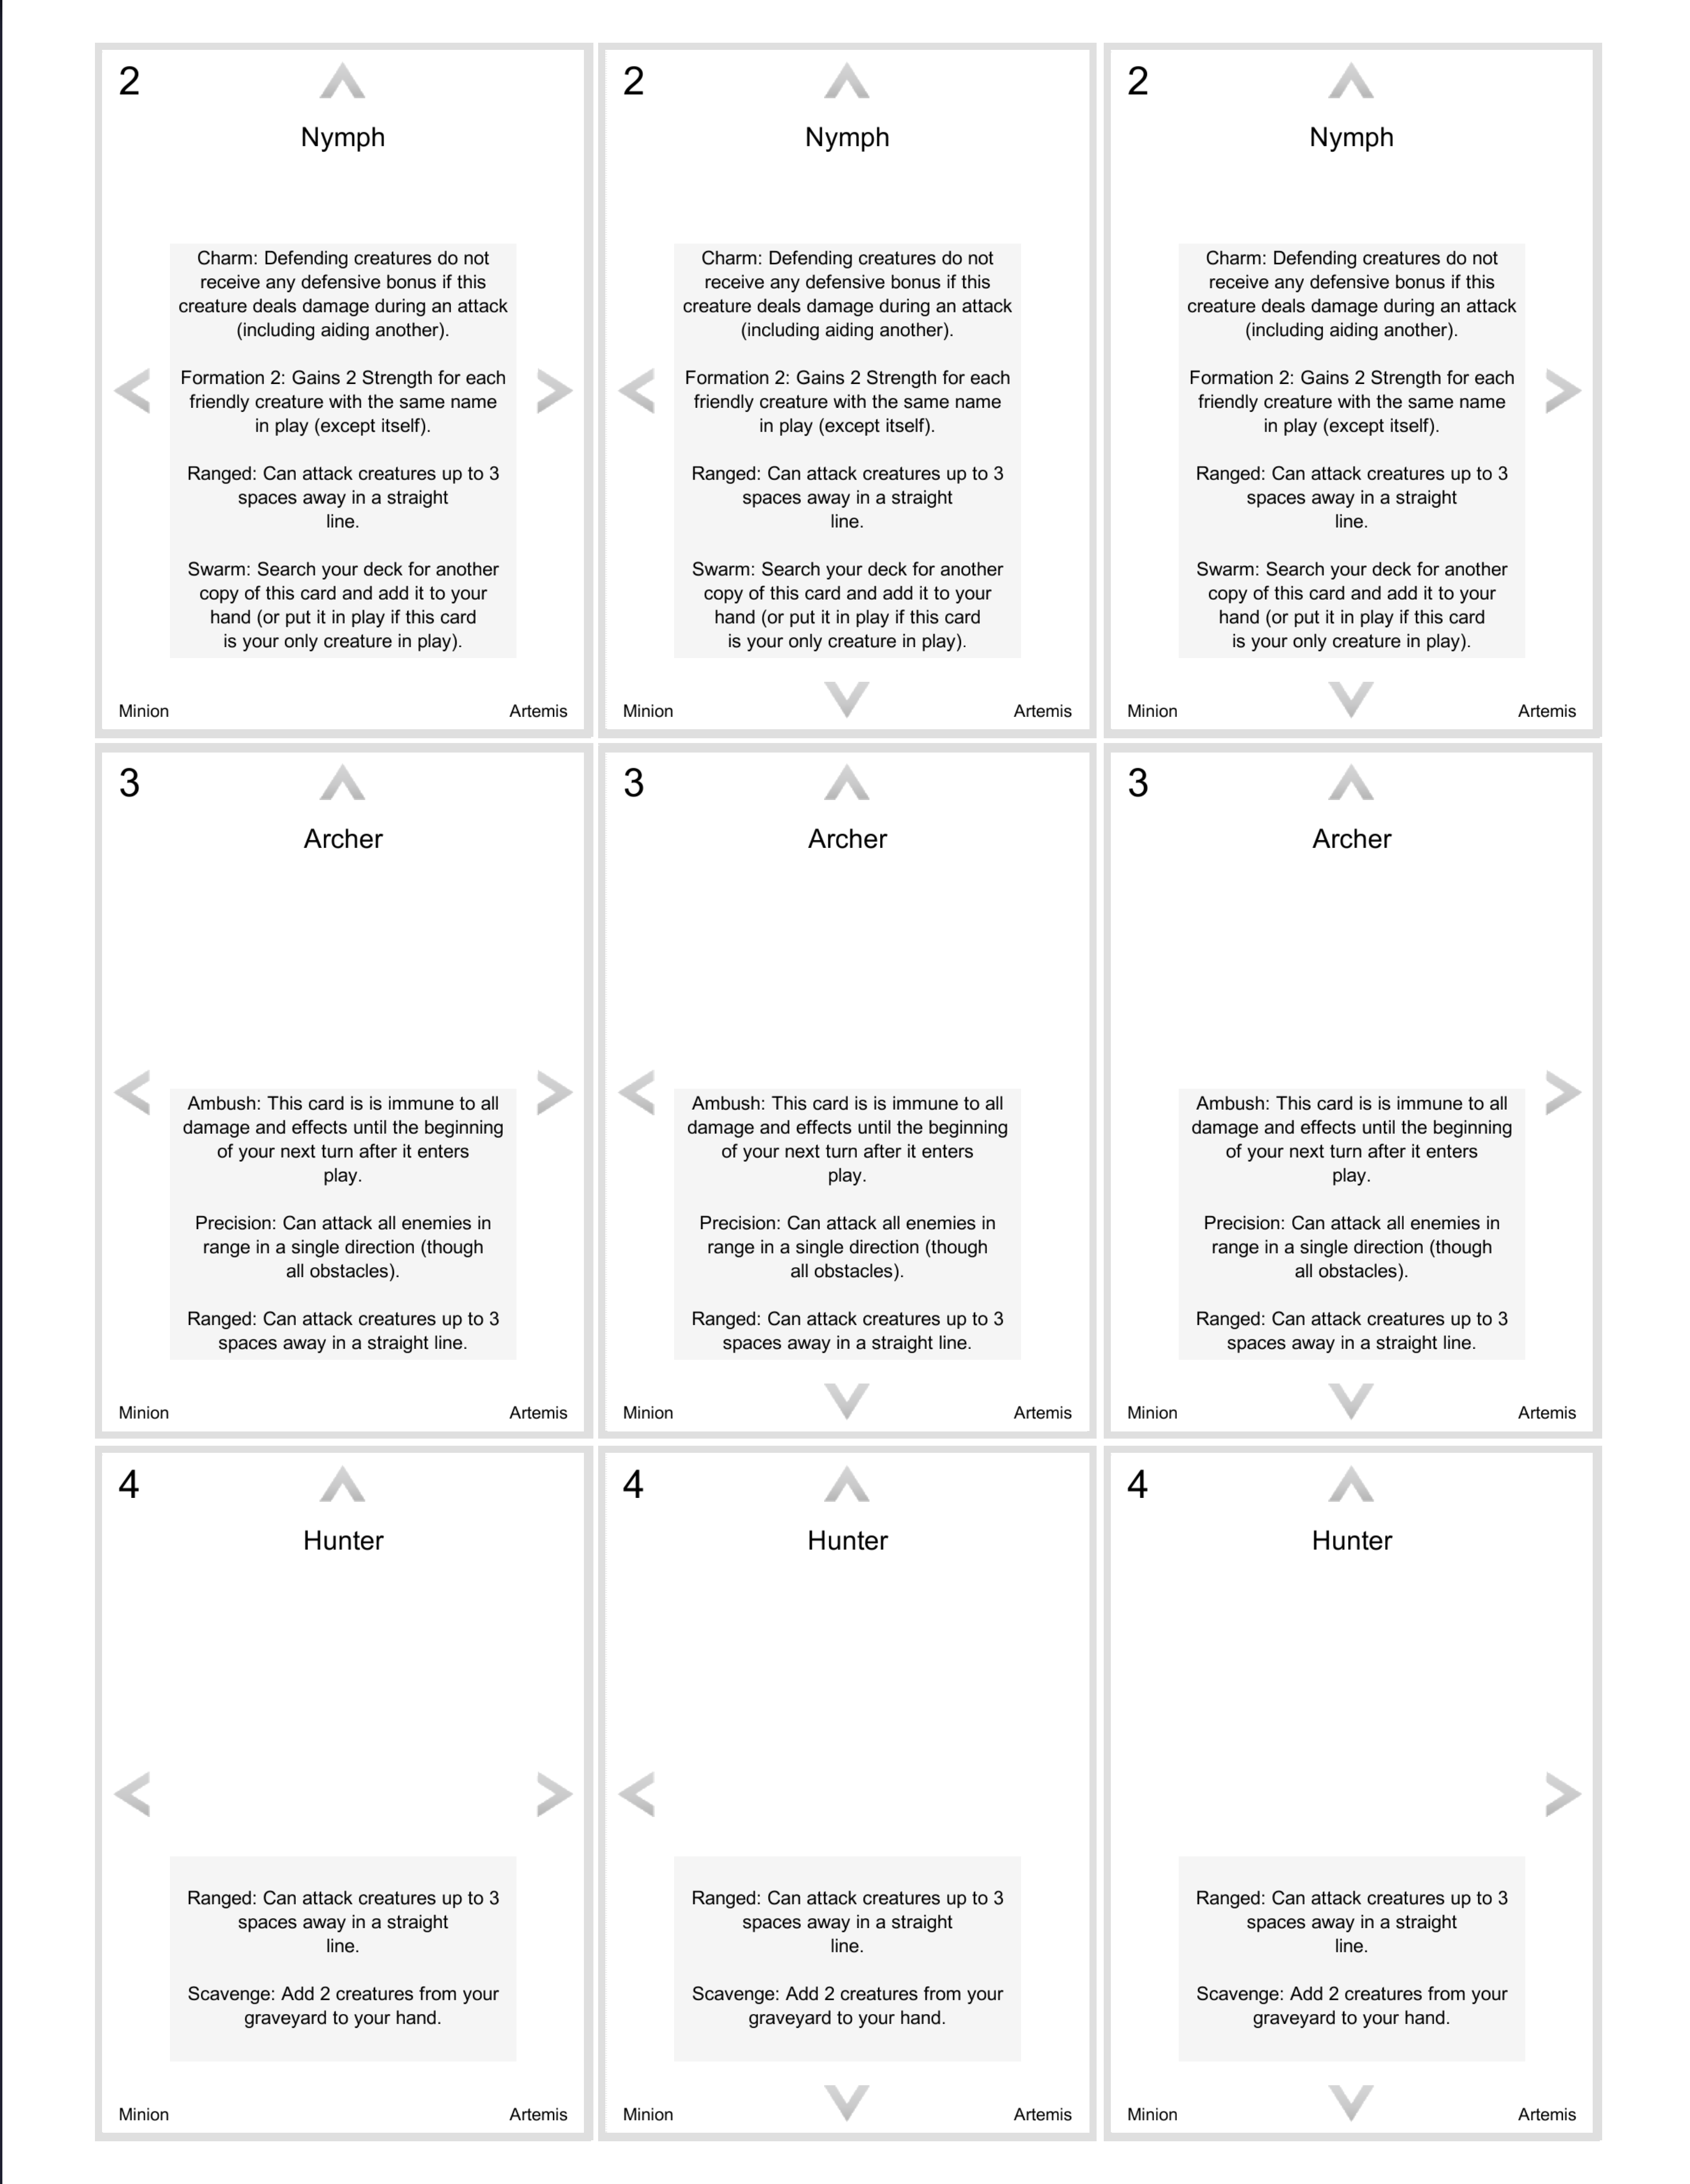 2
Nymph
Charm: Defending creatures do not
receive any defensive bonus if this
creature deals damage during an attack
(including aiding another).
Formation 2: Gains 2 Strength for each
friendly creature with the same name
in play (except itself).
Ranged: Can attack creatures up to 3
spaces away in a straight
line.
Swarm: Search your deck for another
copy of this card and add it to your
hand (or put it in play if this card
is your only creature in play).
Minion
Artemis
2
Nymph
Charm: Defending creatures do not
receive any defensive bonus if this
creature deals damage during an attack
(including aiding another).
Formation 2: Gains 2 Strength for each
friendly creature with the same name
in play (except itself).
Ranged: Can attack creatures up to 3
spaces away in a straight
line.
Swarm: Search your deck for another
copy of this card and add it to your
hand (or put it in play if this card
is your only creature in play).
Minion
Artemis
2
Nymph
Charm: Defending creatures do not
receive any defensive bonus if this
creature deals damage during an attack
(including aiding another).
Formation 2: Gains 2 Strength for each
friendly creature with the same name
in play (except itself).
Ranged: Can attack creatures up to 3
spaces away in a straight
line.
Swarm: Search your deck for another
copy of this card and add it to your
hand (or put it in play if this card
is your only creature in play).
Minion
Artemis
3
Archer
Ambush: This card is is immune to all
damage and effects until the beginning
of your next turn after it enters
play.
Precision: Can attack all enemies in
range in a single direction (though
all obstacles).
Ranged: Can attack creatures up to 3
spaces away in a straight line.
Minion
Artemis
3
Archer
Ambush: This card is is immune to all
damage and effects until the beginning
of your next turn after it enters
play.
Precision: Can attack all enemies in
range in a single direction (though
all obstacles).
Ranged: Can attack creatures up to 3
spaces away in a straight line.
Minion
Artemis
3
Archer
Ambush: This card is is immune to all
damage and effects until the beginning
of your next turn after it enters
play.
Precision: Can attack all enemies in
range in a single direction (though
all obstacles).
Ranged: Can attack creatures up to 3
spaces away in a straight line.
Minion
Artemis
4
Hunter
Ranged: Can attack creatures up to 3
spaces away in a straight
line.
Scavenge: Add 2 creatures from your
graveyard to your hand.
Minion
Artemis
4
Hunter
Ranged: Can attack creatures up to 3
spaces away in a straight
line.
Scavenge: Add 2 creatures from your
graveyard to your hand.
Minion
Artemis
4
Hunter
Ranged: Can attack creatures up to 3
spaces away in a straight
line.
Scavenge: Add 2 creatures from your
graveyard to your hand.
Minion
Artemis